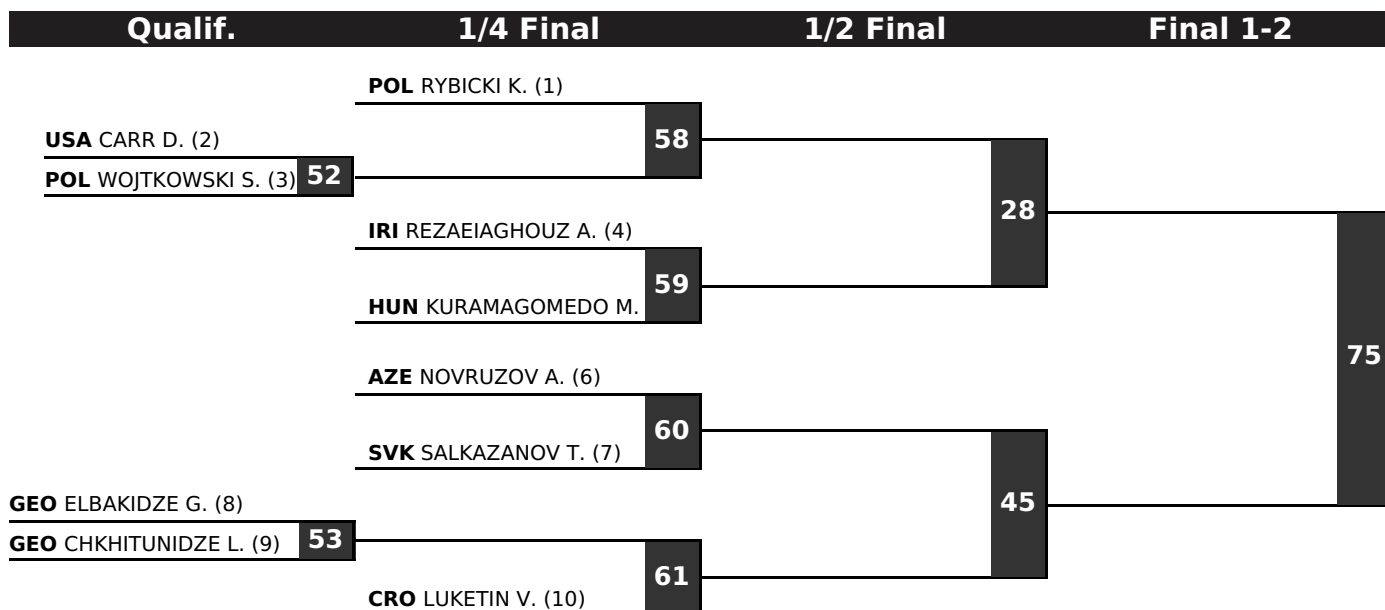 Qualif. 1/4 Final 1/2 Final Final 1-2
POL RYBICKI K. (1)
58
USA CARR D. (2)
POL WOJTKOWSKI S. (3) 52
28
IRI REZAEIAGHOUZ A. (4)
59
HUN KURAMAGOMEDO M.
75
AZE NOVRUZOV A. (6)
60
SVK SALKAZANOV T. (7)
45
GEO ELBAKIDZE G. (8)
GEO CHKHITUNIDZE L. (9) 53
61
CRO LUKETIN V. (10)